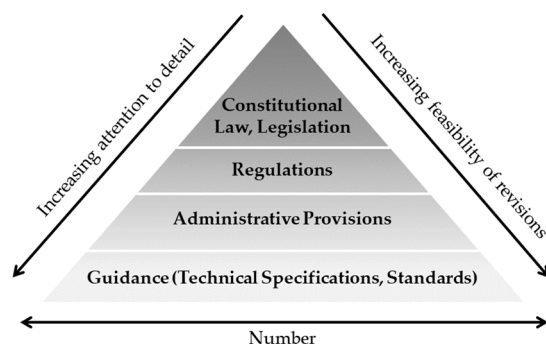 Increasing attention to detail
Increasing feasibility of revisions
Constitutional
Law, Legislation
Regulations
Administrative Provisions
Guidance (Technical Specifications, Standards)
Number